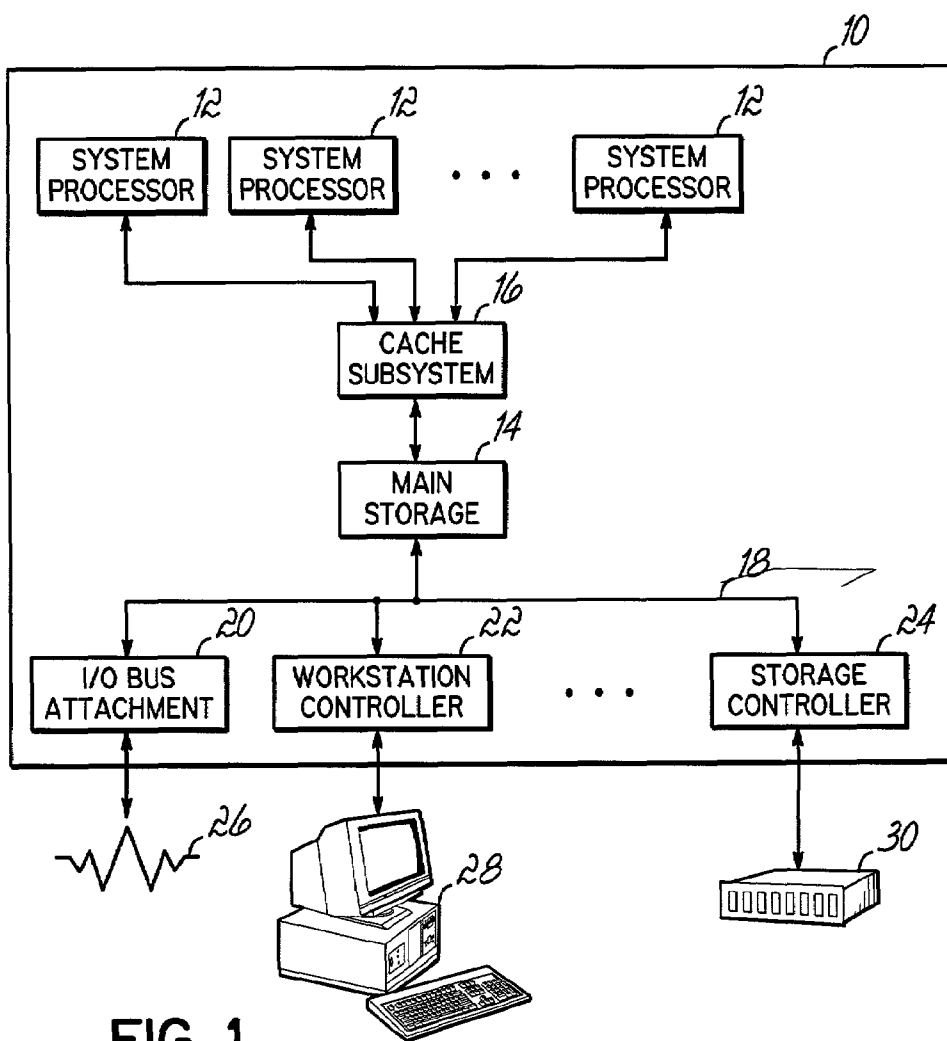 10
12
12
12
SYSTEM
PROCESSOR
SYSTEM
PROCESSOR
• • •
SYSTEM
PROCESSOR
16
CACHE
SUBSYSTEM
14
MAIN
STORAGE
18
20
22
24
I/O BUS
ATTACHMENT
WORKSTATION
CONTROLLER
• • •
STORAGE
CONTROLLER
26
28
30
FIG. 1